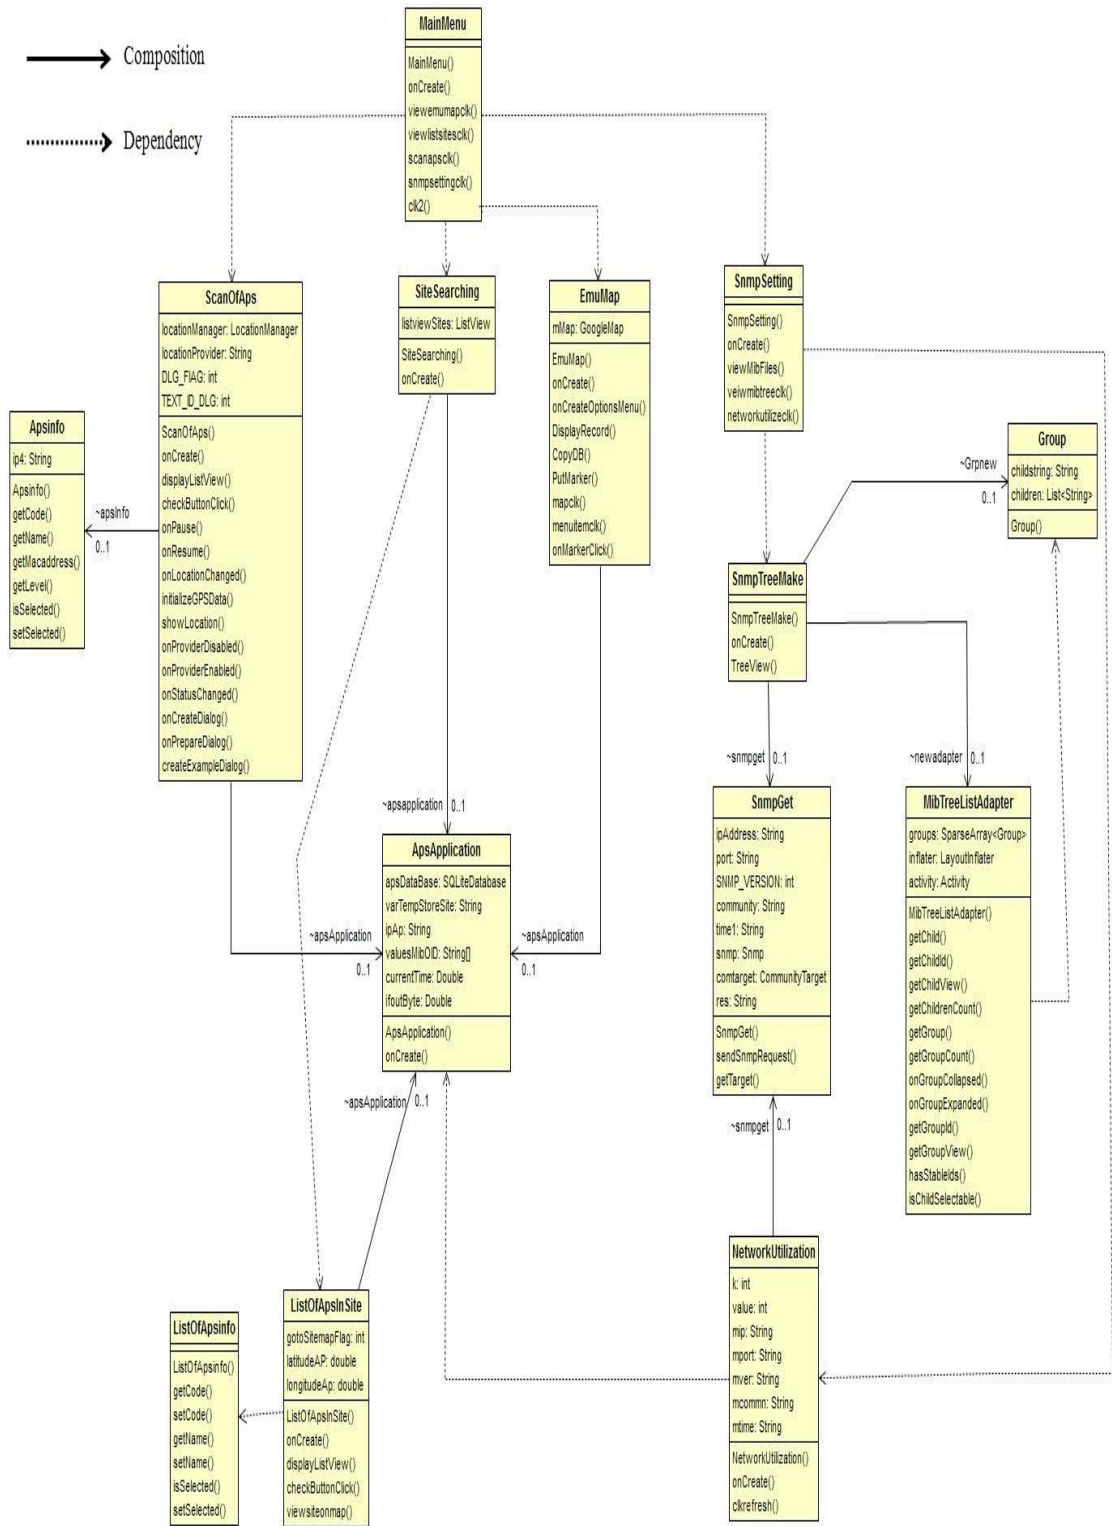 Composition
Dependency
MainMenu
MainMenu()
onCreate()
viewemumapclk()
viewlistsitesclk()
scanapsclk()
snmpsettingclk()
clk2()
ScanOfAps
locationManager: LocationManager
locationProvider: String
DLG_FlAG: int
TEXT_ID_DLG: int
ScanOfAps()
onCreate()
displayListView()
checkButtonClick()
onPause()
onResume()
onLocationChanged()
initializeGPSData()
showLocation()
onProviderDisabled()
onProviderEnabled()
onStatusChanged()
onCreateDialog()
onPrepareDialog()
createExampleDialog()
SiteSearching
listviewSites: ListView
SiteSearching()
onCreate()
EmuMap
mMap: GoogleMap
EmuMap()
onCreate()
onCreateOptionsMenu()
DisplayRecord()
CopyDB()
PutMarker()
mapclk()
menuitemclk()
onMarkerClick()
SnmpSetting
SnmpSetting()
onCreate()
viewMibFiles()
veiwmibtreeclk()
networkutilizeclk()
Apsinfo
ip4: String
Apsinfo()
getCode()
getName()
getMacaddress()
getLevel()
isSelected()
setSelected()
~apsInfo
0..1
Group
childstring: String
children: List<String>
Group()
~Grpnew
0..1
SnmpTreeMake
SnmpTreeMake()
onCreate()
TreeView()
~snmpget
0..1
~newadapter
0..1
SnmpGet
ipAddress: String
port: String
SNMP_VERSION: int
community: String
time1: String
snmp: Snmp
comtarget: CommunityTarget
res: String
SnmpGet()
sendSnmpRequest()
getTarget()
MibTreeListAdapter
groups: SparseArray<Group>
inflater: LayoutInflater
activity: Activity
MibTreeListAdapter()
getChild()
getChildId()
getChildView()
getChildrenCount()
getGroup()
getGroupCount()
onGroupCollapsed()
onGroupExpanded()
getGroupId()
getGroupView()
hasStableIds()
isChildSelectable()
~apsapplication
0..1
ApsApplication
apsDataBase: SQLiteDatabase
varTempStoreSite: String
ipAp: String
valuesMibOID: String[]
currentTime: Double
ifoutByte: Double
ApsApplication()
onCreate()
~apsApplication
0..1
~apsApplication
0..1
~apsApplication
0..1
~snmpget
0..1
NetworkUtilization
k: int
value: int
mip: String
mport: String
mver: String
mcommn: String
mtime: String
NetworkUtilization()
onCreate()
clkrefresh()
ListOfApsInSite
gotoSitemapFlag: int
latitudeAP: double
longitudeAp: double
ListOfApsInSite()
onCreate()
displayListView()
checkButtonClick()
viewsiteonmap()
ListOfApsinfo
ListOfApsinfo()
getCode()
setCode()
getName()
setName()
isSelected()
setSelected()